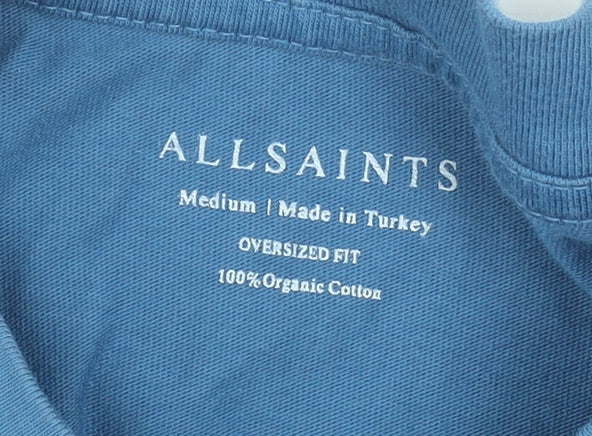 ALLSAINTS
Medium | Made in Turkey
OVERSIZED FIT
100% Organic Cotton